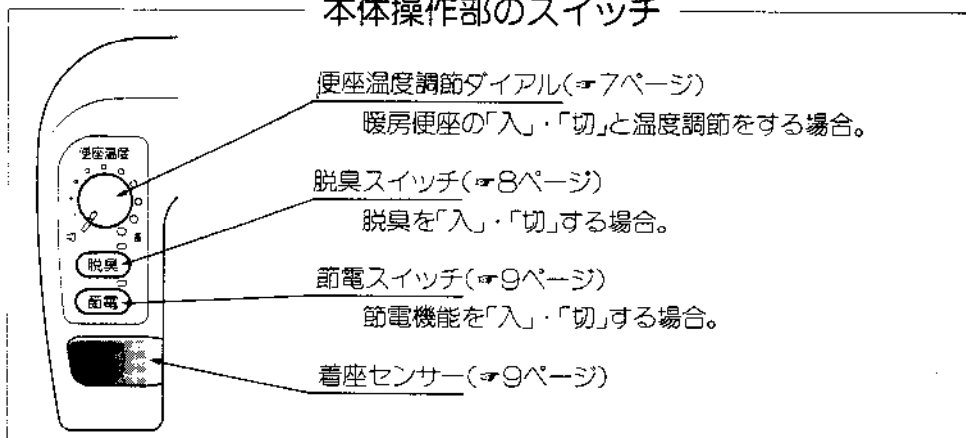 本体操作部のスイッチ
便座温度調節ダイアル(☞7ページ)
暖房便座の「入」・「切」と温度調節をする場合。
便座温度
脱臭スイッチ(☞8ページ)
脱臭を「入」・「切」する場合。
切
高
脱臭
節電スイッチ(☞9ページ)
節電
節電機能を「入」・「切」する場合。
着座センサー(☞9ページ)